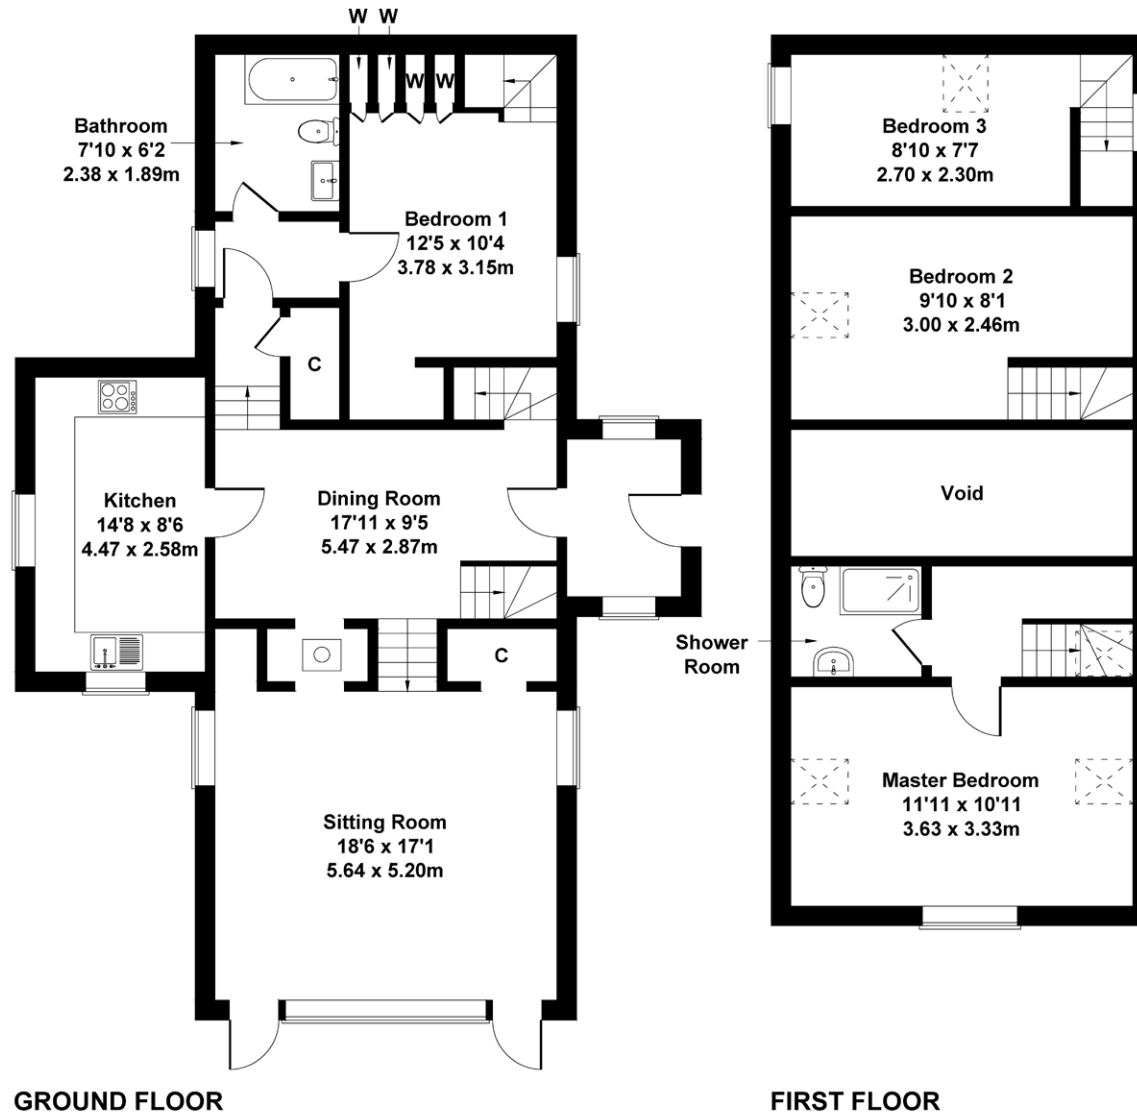 W W
W W
Bathroom
7'10 x 6'2
2.38 x 1.89m
Bedroom 1
12'5 x 10'4
3.78 x 3.15m
C
Kitchen
14'8 x 8'6
4.47 x 2.58m
Dining Room
17'11 x 9'5
5.47 x 2.87m
C
Sitting Room
18'6 x 17'1
5.64 x 5.20m
GROUND FLOOR
Bedroom 3
8'10 x 7'7
2.70 x 2.30m
Bedroom 2
9'10 x 8'1
3.00 x 2.46m
Void
Shower
Room
Master Bedroom
11'11 x 10'11
3.63 x 3.33m
FIRST FLOOR